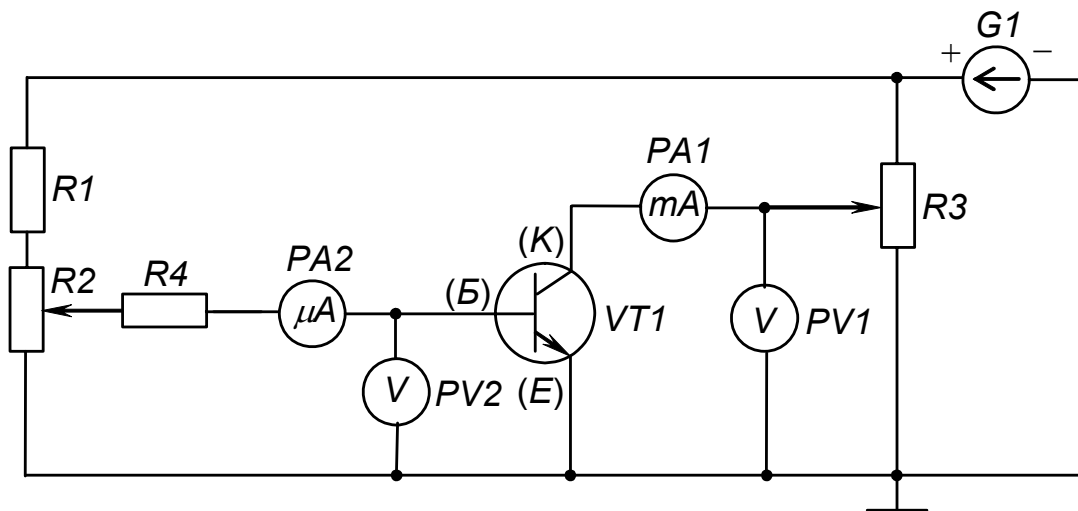 G1
+ −
PA1
mA
R1
R3
(К)
PA2
R2
R4
μA
(Б)
VT1
V
PV1
V
PV2
(Е)